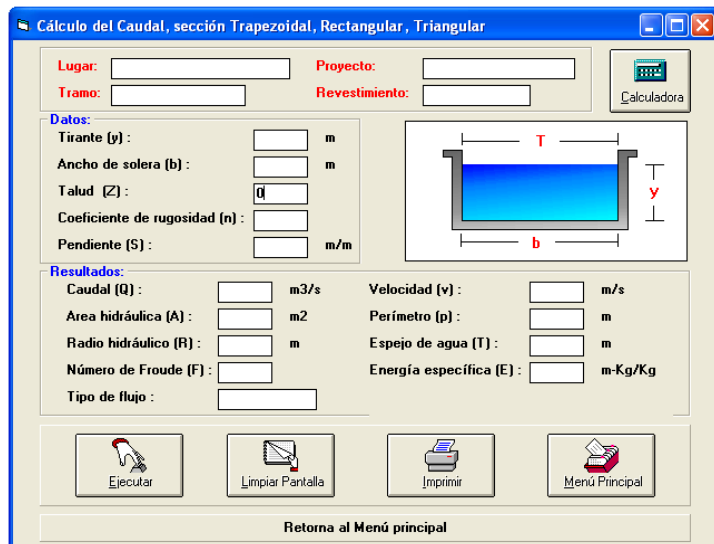 Cálculo del Caudal, sección Trapezoidal, Rectangular, Triangular
Lugar: Proyecto:
Tramo: Revestimiento:
Calculadora
Datos:
Tirante (y) : m
Ancho de solera (b) : m
Talud (Z) : 0
Coeficiente de rugosidad (n) :
Pendiente (S) : m/m
T
y
b
Resultados:
Caudal (Q) : m3/s Velocidad (v) : m/s
Area hidráulica (A) : m2 Perímetro (p) : m
Radio hidráulico (R) : m Espejo de agua (T) : m
Número de Froude (F) : Energía específica (E) : m-Kg/Kg
Tipo de flujo :
Ejecutar Limpiar Pantalla Imprimir Menú Principal
Retorna al Menú principal